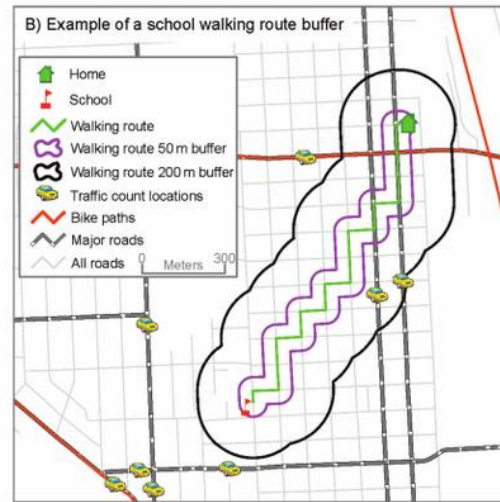 B) Example of a school walking route buffer
Home
School
Walking route
Walking route 50 m buffer
Walking route 200 m buffer
Traffic count locations
Bike paths
Major roads
All roads
0 300
Meters